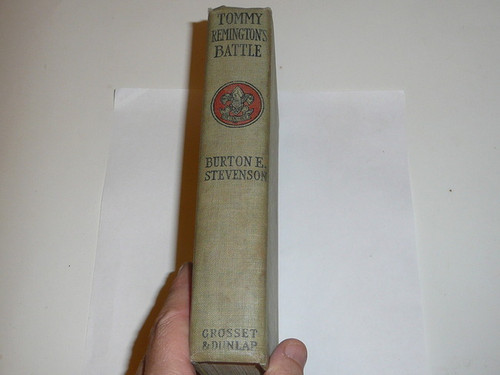 TOMMY
REMINGTON'S
BATTLE
BURTON E.
STEVENSON
GROSSET
& DUNLAP